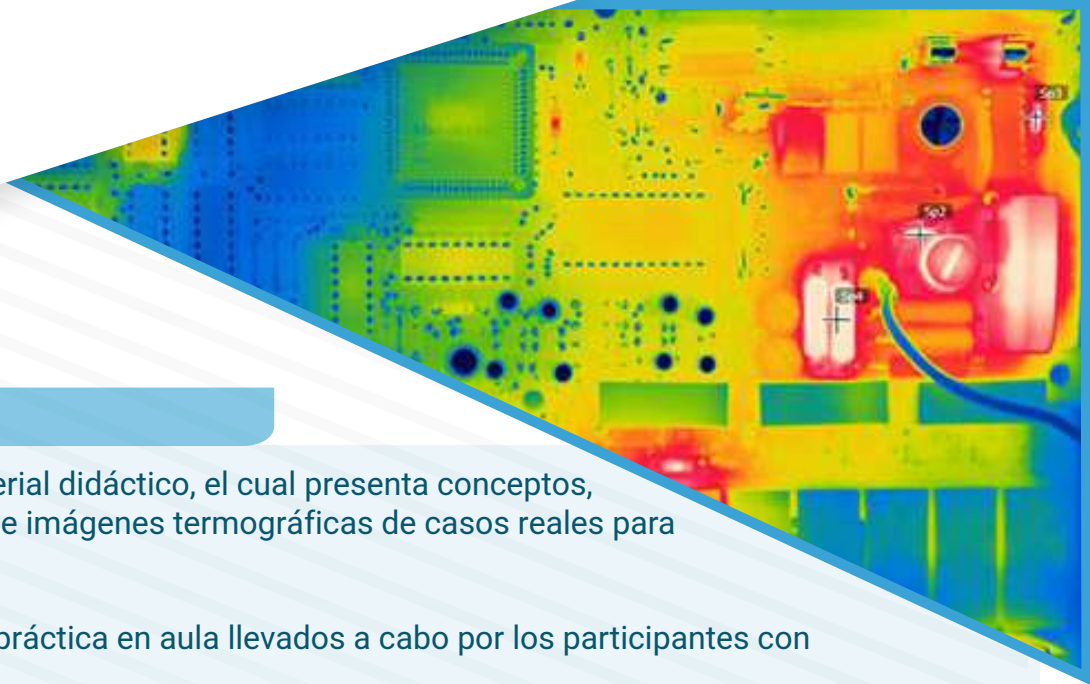 erial didáctico, el cual presenta conceptos,
e imágenes termográficas de casos reales para
práctica en aula llevados a cabo por los participantes con